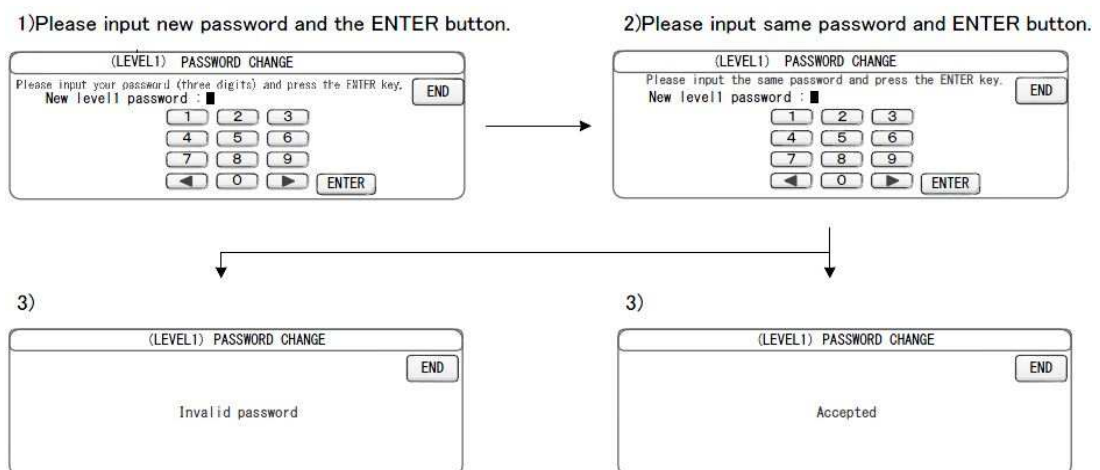 1)Please input new password and the ENTER button.
2)Please input same password and ENTER button.
(LEVEL1) PASSWORD CHANGE
Please input your password (three digits) and press the ENTER key.
END
New level1 password :
1 2 3
4 5 6
7 8 9
◀ 0 ▶ ENTER
(LEVEL1) PASSWORD CHANGE
Please input the same password and press the ENTER key.
END
New level1 password :
1 2 3
4 5 6
7 8 9
◀ 0 ▶ ENTER
3)
(LEVEL1) PASSWORD CHANGE
END
Invalid password
3)
(LEVEL1) PASSWORD CHANGE
END
Accepted